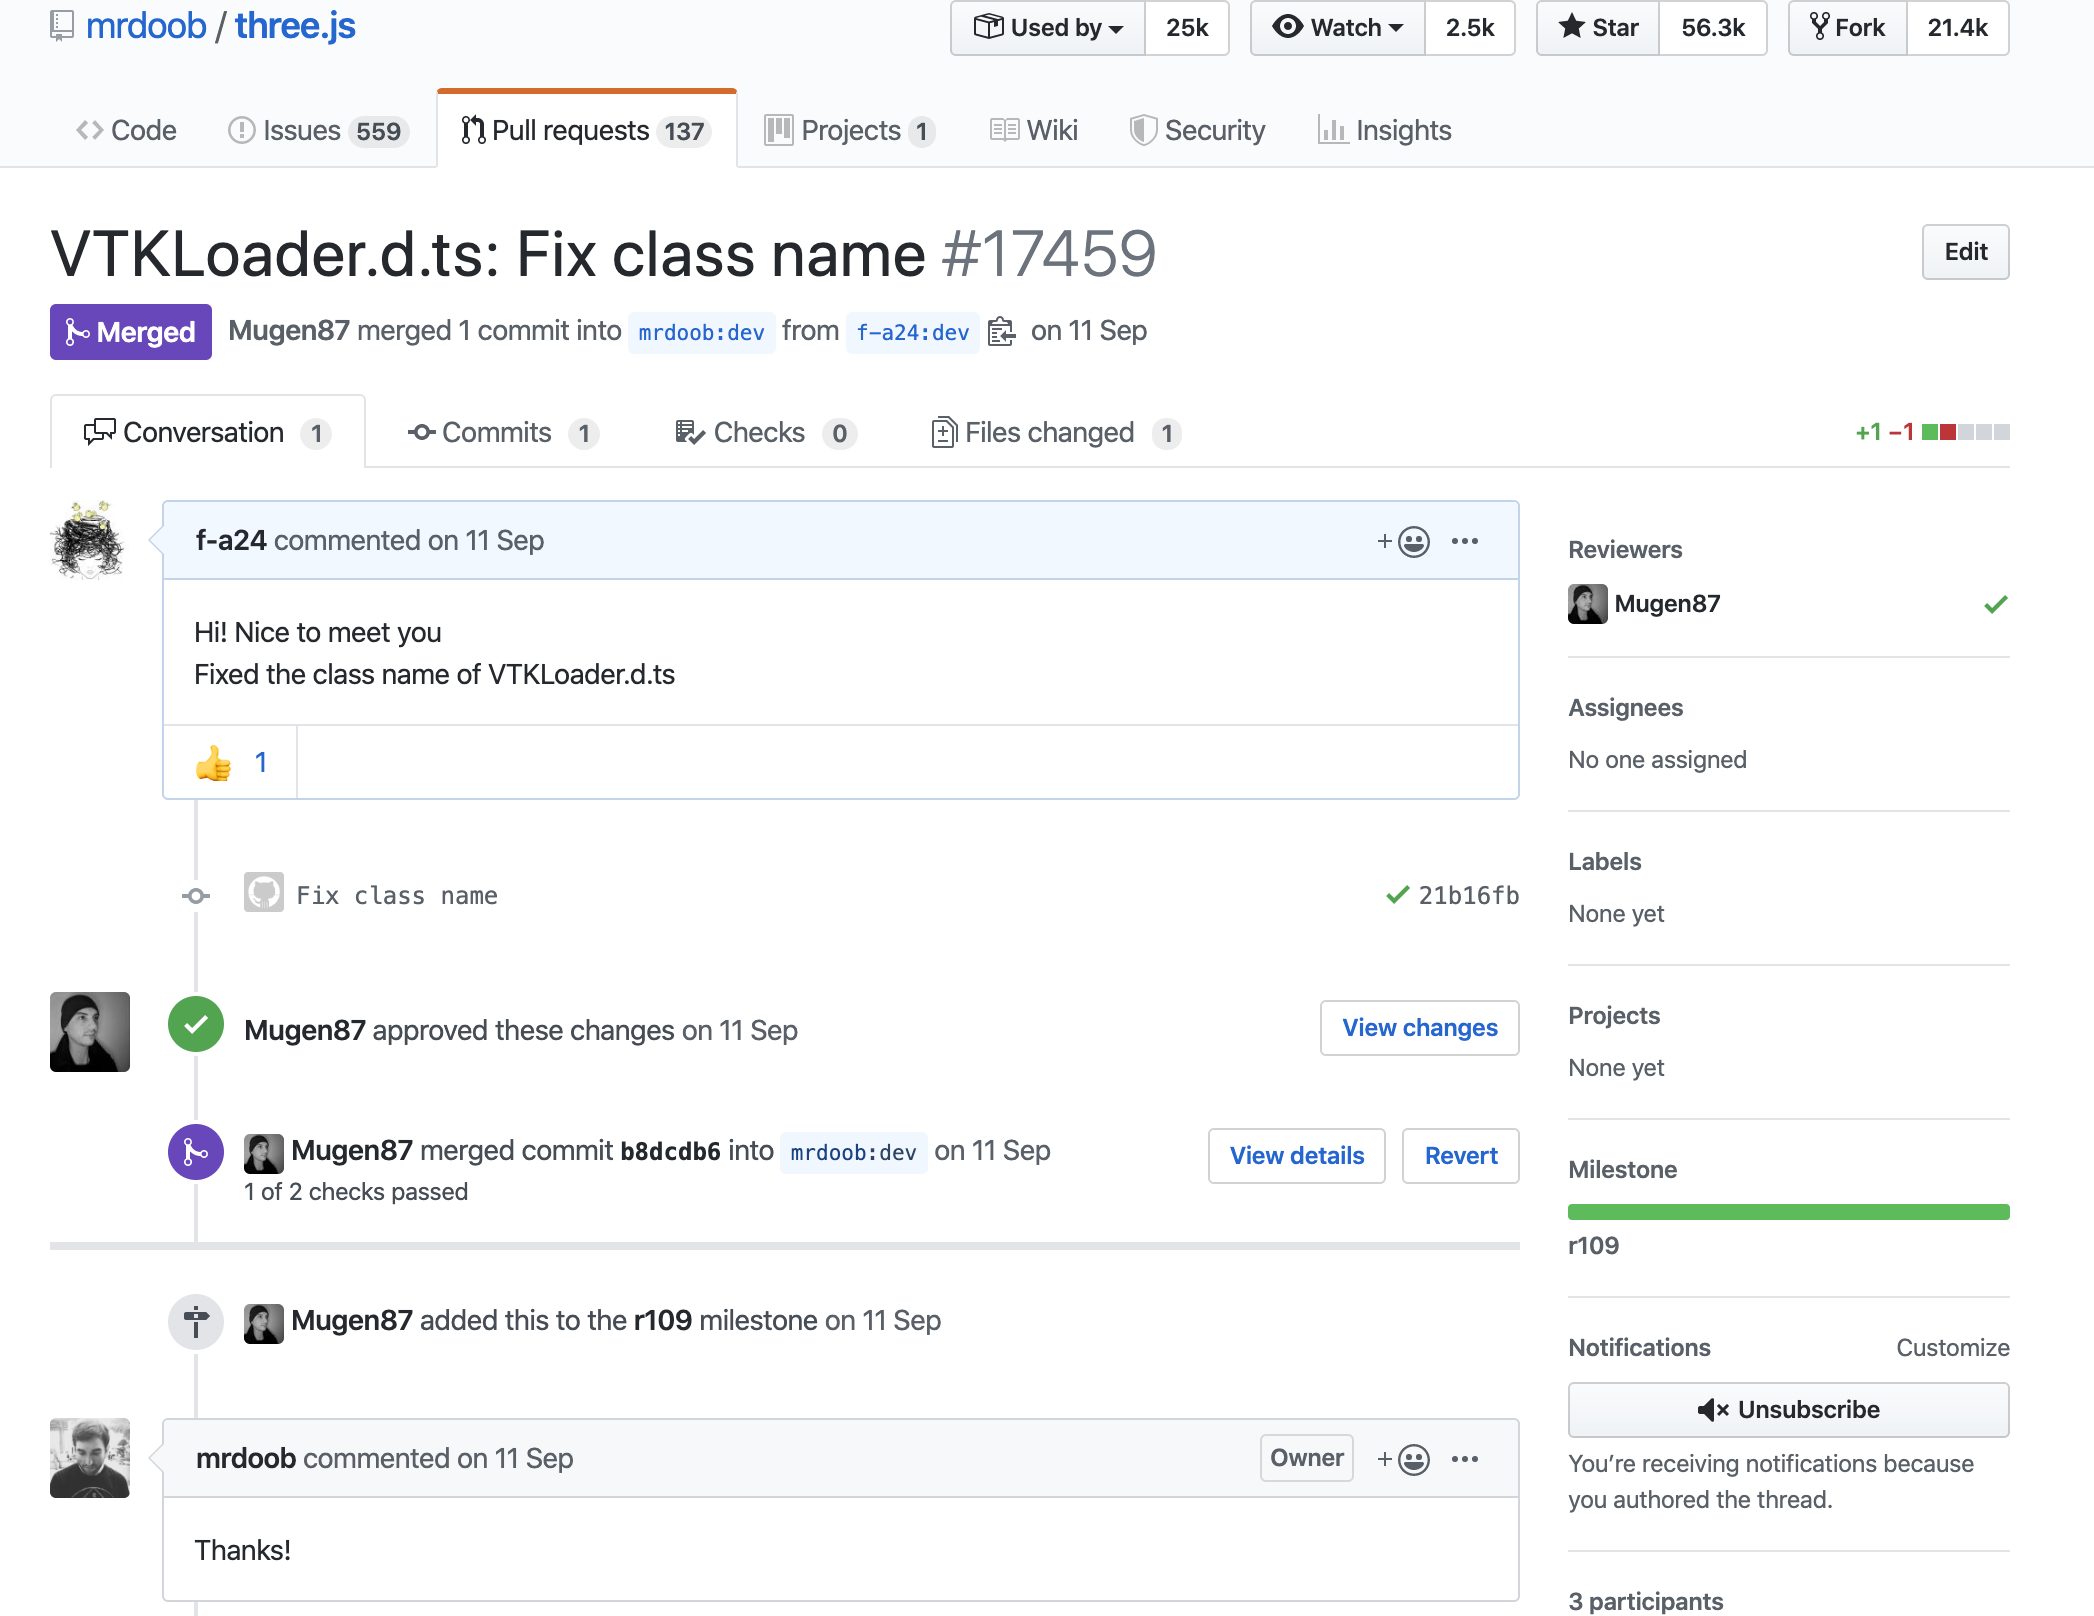 mrdoob / three.js
Used by 25k
Watch 2.5k
Star 56.3k
Fork 21.4k
Code
Issues 559
Pull requests 137
Projects 1
Wiki
Security
Insights
VTKLoader.d.ts: Fix class name #17459
Edit
Merged
Mugen87 merged 1 commit into mrdoob:dev from f-a24:dev on 11 Sep
Conversation 1
Commits 1
Checks 0
Files changed 1
+1 −1
f-a24 commented on 11 Sep
Hi! Nice to meet you
Fixed the class name of VTKLoader.d.ts
👍 1
Fix class name
21b16fb
Mugen87 approved these changes on 11 Sep
View changes
Mugen87 merged commit b8dcdb6 into mrdoob:dev on 11 Sep
1 of 2 checks passed
View details
Revert
Mugen87 added this to the r109 milestone on 11 Sep
mrdoob commented on 11 Sep
Owner
Thanks!
Reviewers
Mugen87
Assignees
No one assigned
Labels
None yet
Projects
None yet
Milestone
r109
Notifications
Customize
Unsubscribe
You’re receiving notifications because
you authored the thread.
3 participants